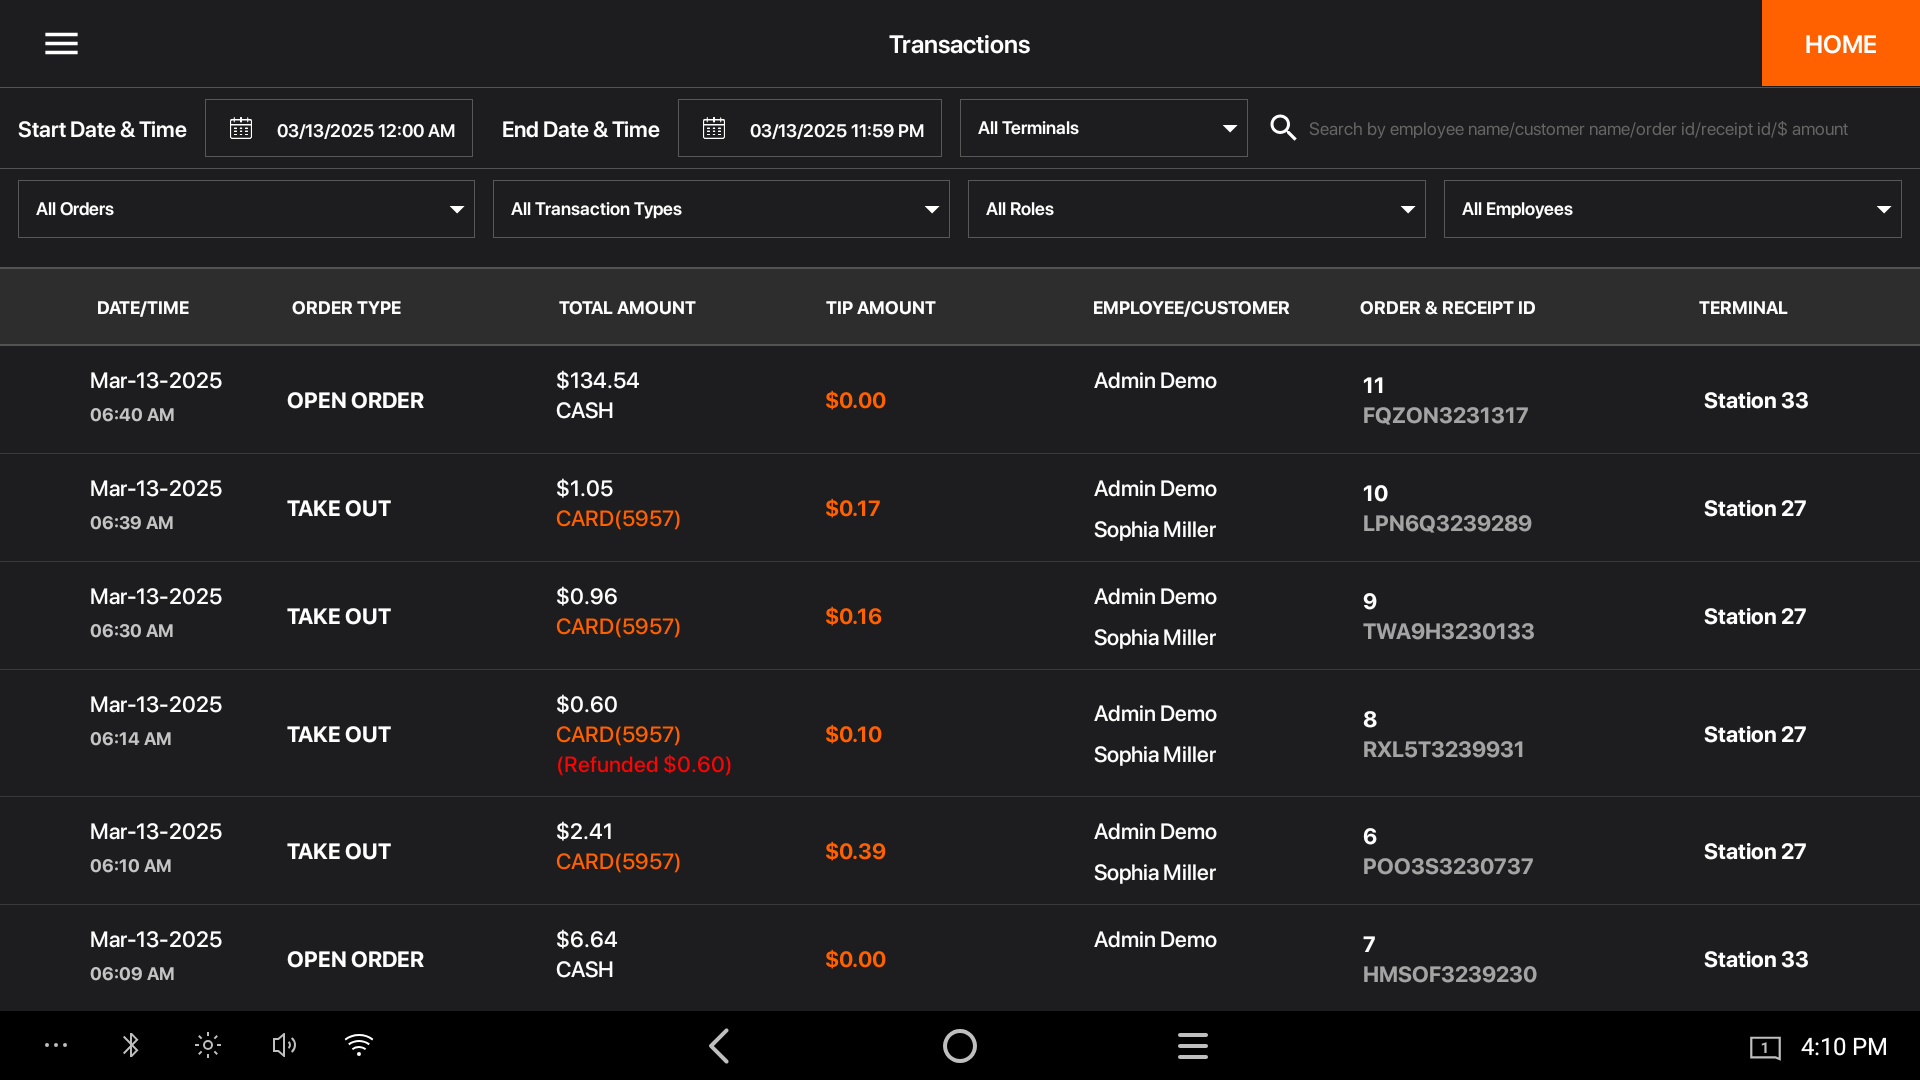 Transactions
HOME
Start Date & Time
03/13/2025 12:00 AM
End Date & Time
03/13/2025 11:59 PM
All Terminals
Search by employee name/customer name/order id/receipt id/$ amount
All Orders
All Transaction Types
All Roles
All Employees
DATE/TIME ORDER TYPE TOTAL AMOUNT TIP AMOUNT EMPLOYEE/CUSTOMER ORDER & RECEIPT ID TERMINAL
Mar-13-2025
06:40 AM
OPEN ORDER
$134.54
CASH
$0.00
Admin Demo
11
FQZON3231317
Station 33
Mar-13-2025
06:39 AM
TAKE OUT
$1.05
CARD(5957)
$0.17
Admin Demo
Sophia Miller
10
LPN6Q3239289
Station 27
Mar-13-2025
06:30 AM
TAKE OUT
$0.96
CARD(5957)
$0.16
Admin Demo
Sophia Miller
9
TWA9H3230133
Station 27
Mar-13-2025
06:14 AM
TAKE OUT
$0.60
CARD(5957)
(Refunded $0.60)
$0.10
Admin Demo
Sophia Miller
8
RXL5T3239931
Station 27
Mar-13-2025
06:10 AM
TAKE OUT
$2.41
CARD(5957)
$0.39
Admin Demo
Sophia Miller
6
POO3S3230737
Station 27
Mar-13-2025
06:09 AM
OPEN ORDER
$6.64
CASH
$0.00
Admin Demo
7
HMSOF3239230
Station 33
1
4:10 PM